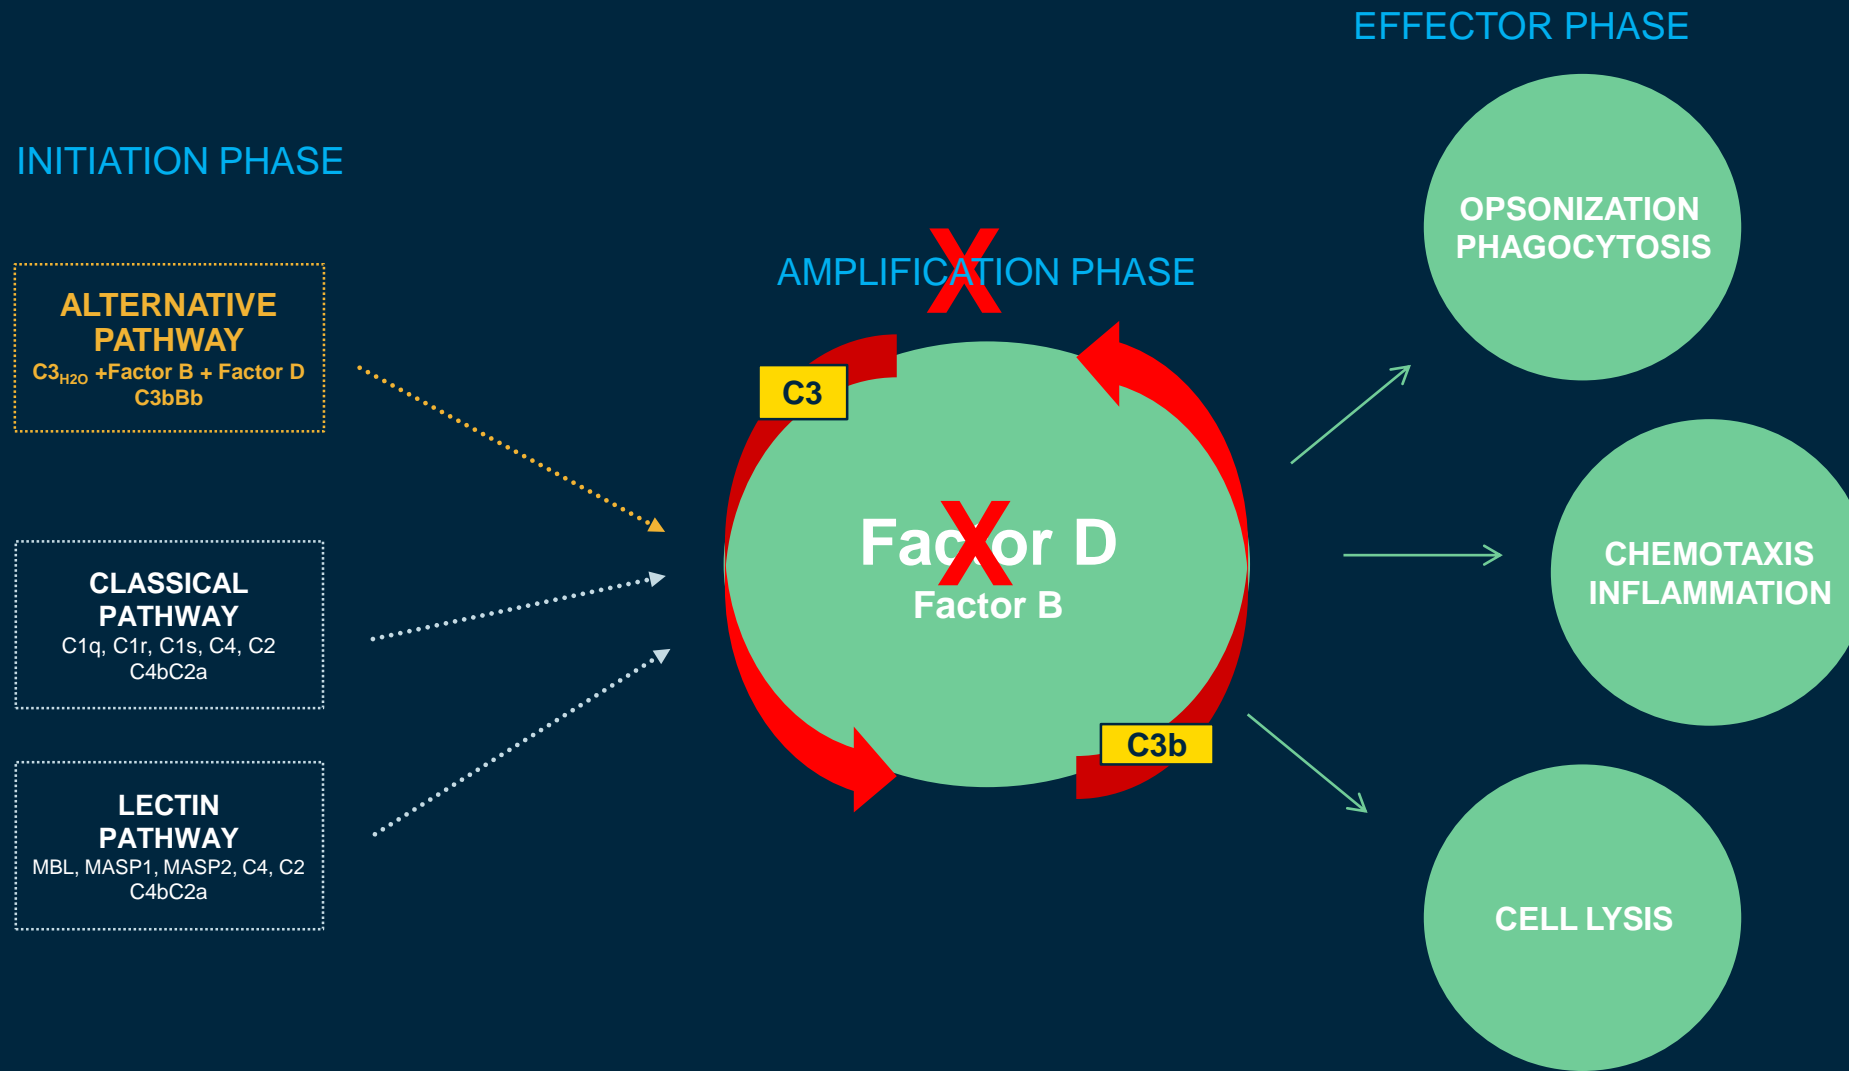 EFFECTOR PHASE
INITIATION PHASE
ALTERNATIVE
PATHWAY
C3H2O +Factor B + Factor D
C3bBb
CLASSICAL
PATHWAY
C1q, C1r, C1s, C4, C2
C4bC2a
LECTIN
PATHWAY
MBL, MASP1, MASP2, C4, C2
C4bC2a
X
AMPLIFICATION PHASE
C3
Factor D
X
Factor B
C3b
OPSONIZATION
PHAGOCYTOSIS
CHEMOTAXIS
INFLAMMATION
CELL LYSIS